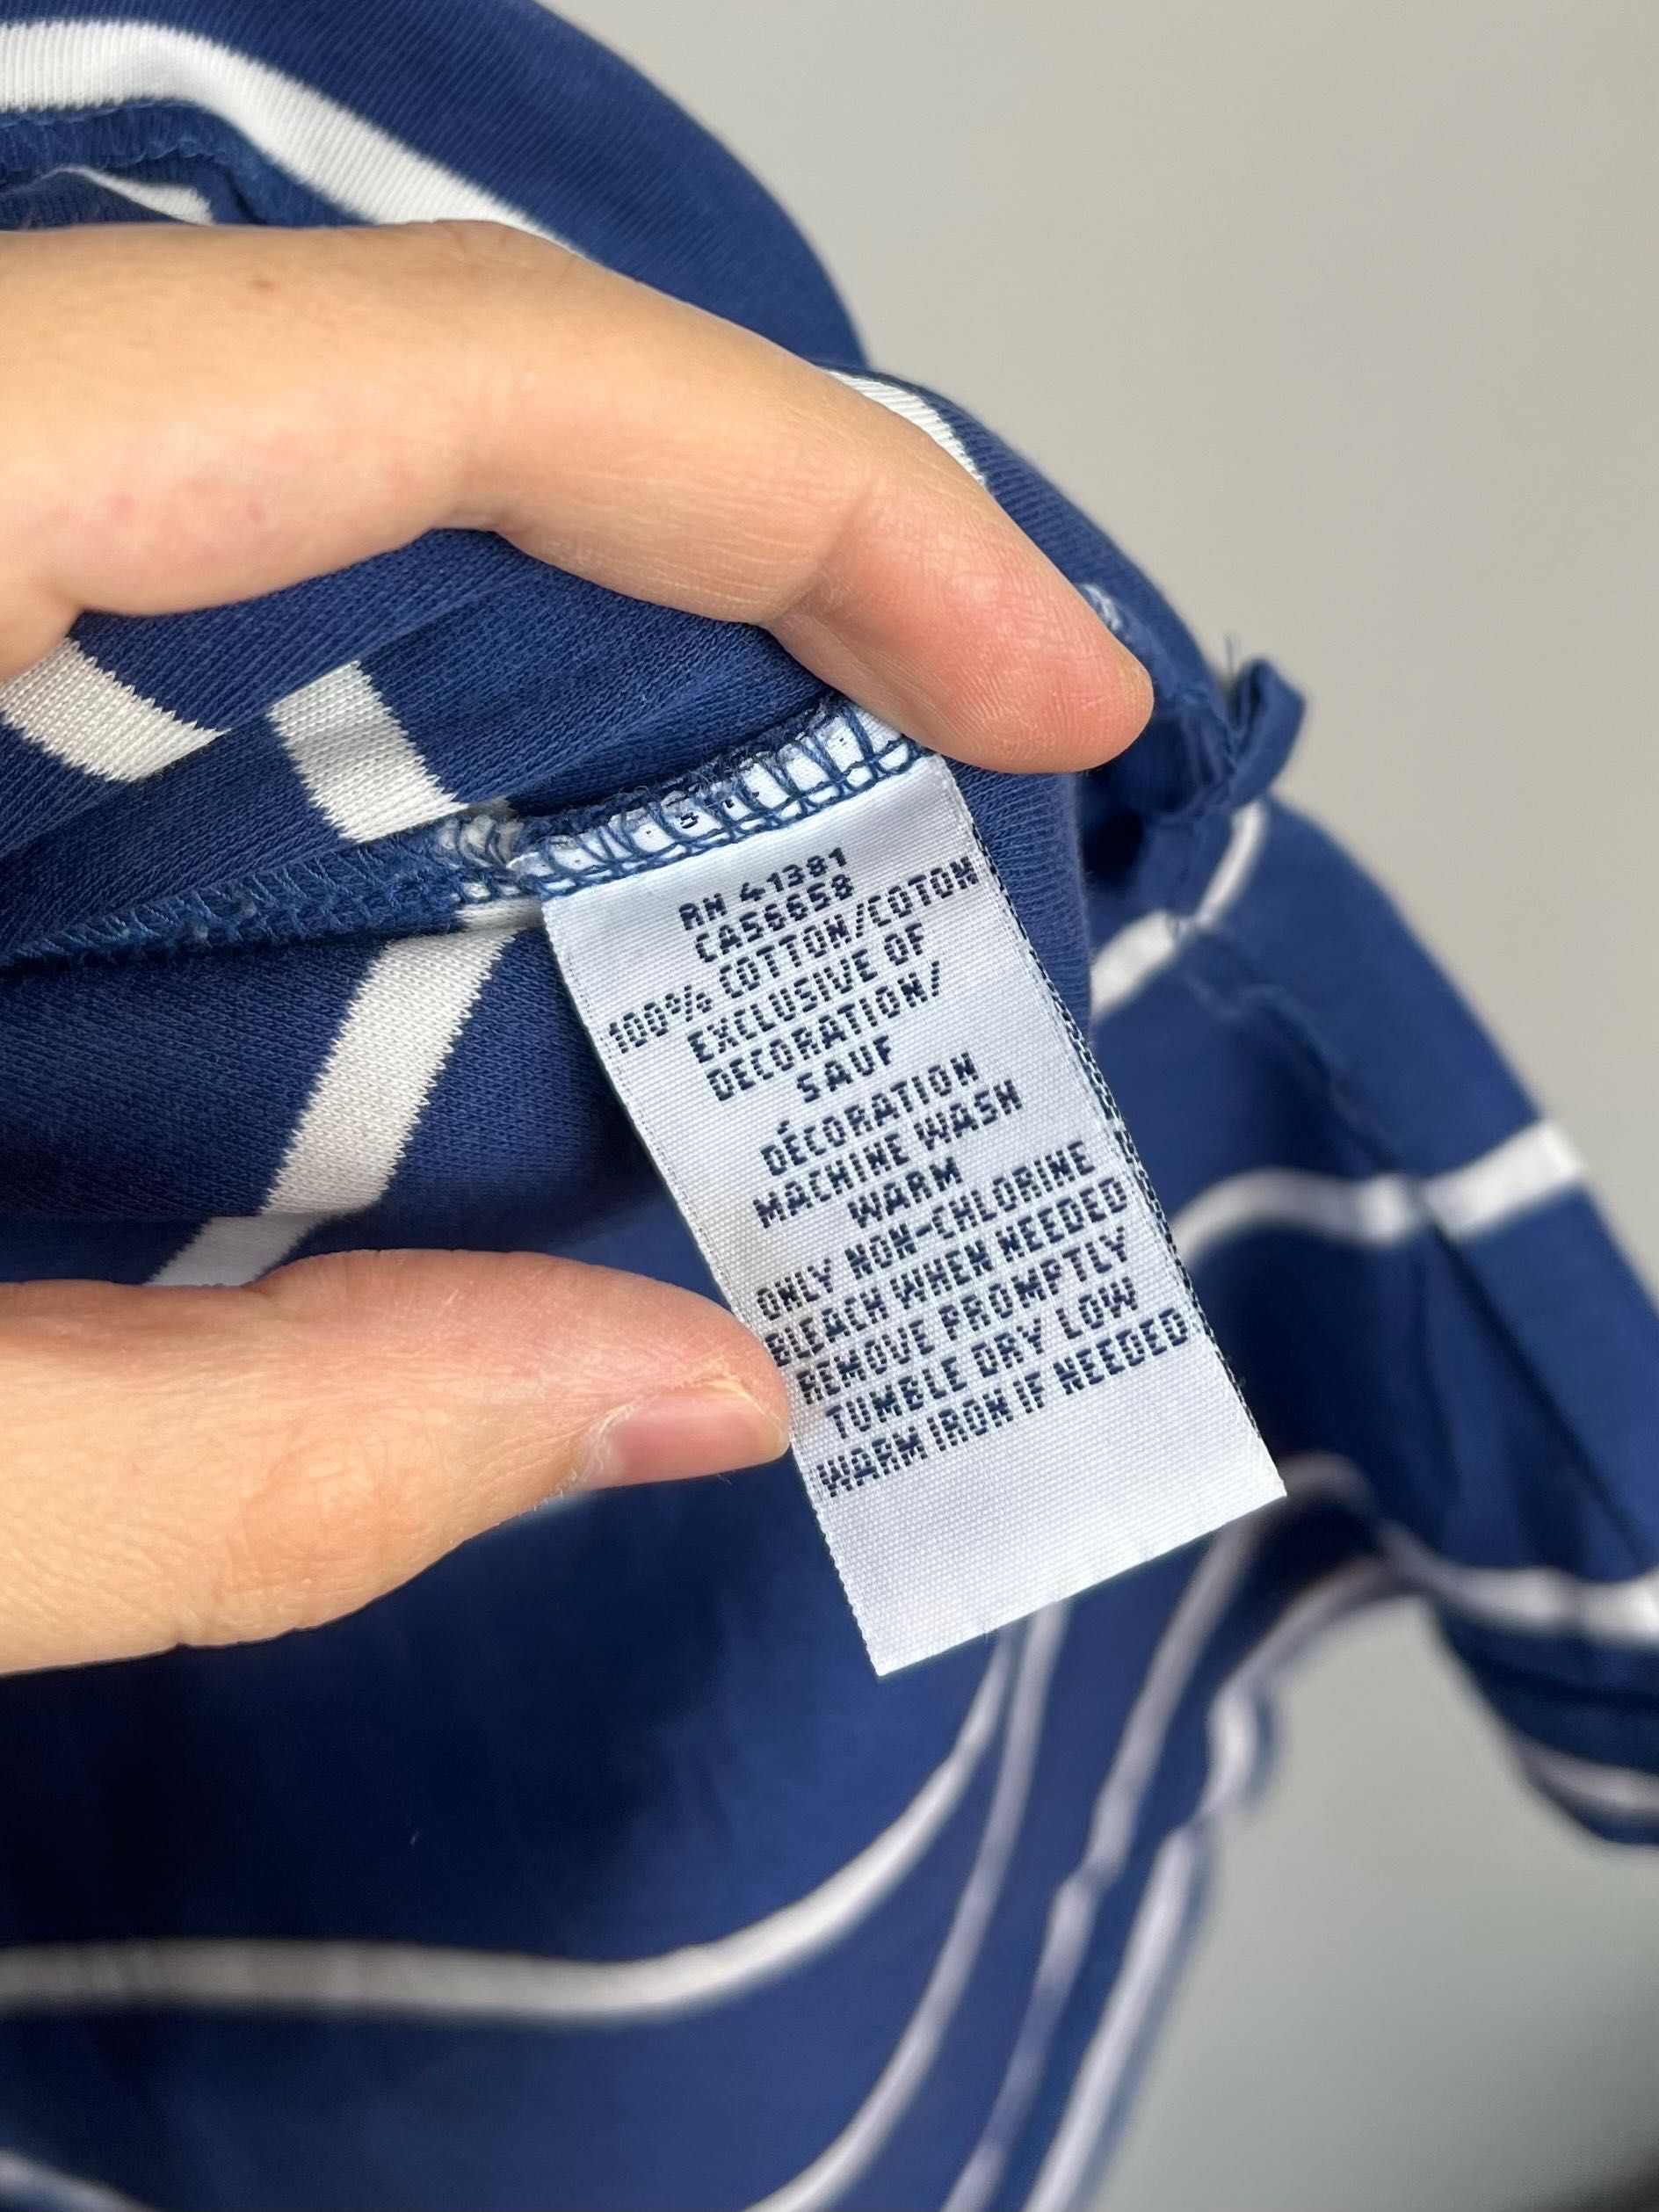 RN 41381
CA56658
100% COTTON/COTON
EXCLUSIVE OF
DECORATION/
SAUF
DÉCORATION
MACHINE WASH
WARM
ONLY NON-CHLORINE
BLEACH WHEN NEEDED
REMOVE PROMPTLY
TUMBLE DRY LOW
WARM IRON IF NEEDED